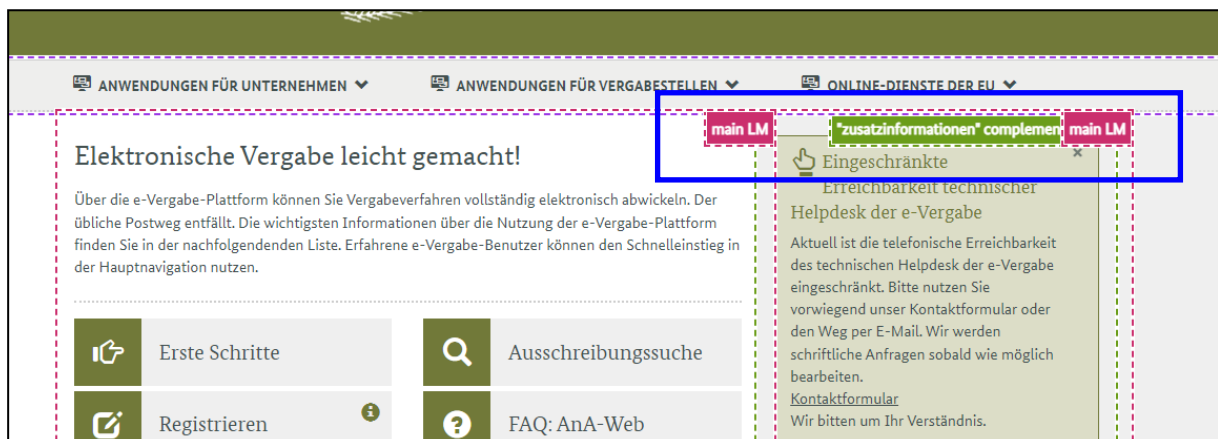 ANWENDUNGEN FÜR UNTERNEHMEN
ANWENDUNGEN FÜR VERGABESTELLEN
ONLINE-DIENSTE DER EU
main LM
"zusatzinformationen" complemen
main LM
Elektronische Vergabe leicht gemacht!
Über die e-Vergabe-Plattform können Sie Vergabeverfahren vollständig elektronisch abwickeln. Der
übliche Postweg entfällt. Die wichtigsten Informationen über die Nutzung der e-Vergabe-Plattform
finden Sie in der nachfolgendenden Liste. Erfahrene e-Vergabe-Benutzer können den Schnelleinstieg in
der Hauptnavigation nutzen.
Erste Schritte
Ausschreibungssuche
Registrieren
FAQ: AnA-Web
Eingeschränkte
Erreichbarkeit technischer
Helpdesk der e-Vergabe
Aktuell ist die telefonische Erreichbarkeit
des technischen Helpdesk der e-Vergabe
eingeschränkt. Bitte nutzen Sie
vorwiegend unser Kontaktformular oder
den Weg per E-Mail. Wir werden
schriftliche Anfragen sobald wie möglich
bearbeiten.
Kontaktformular
Wir bitten um Ihr Verständnis.